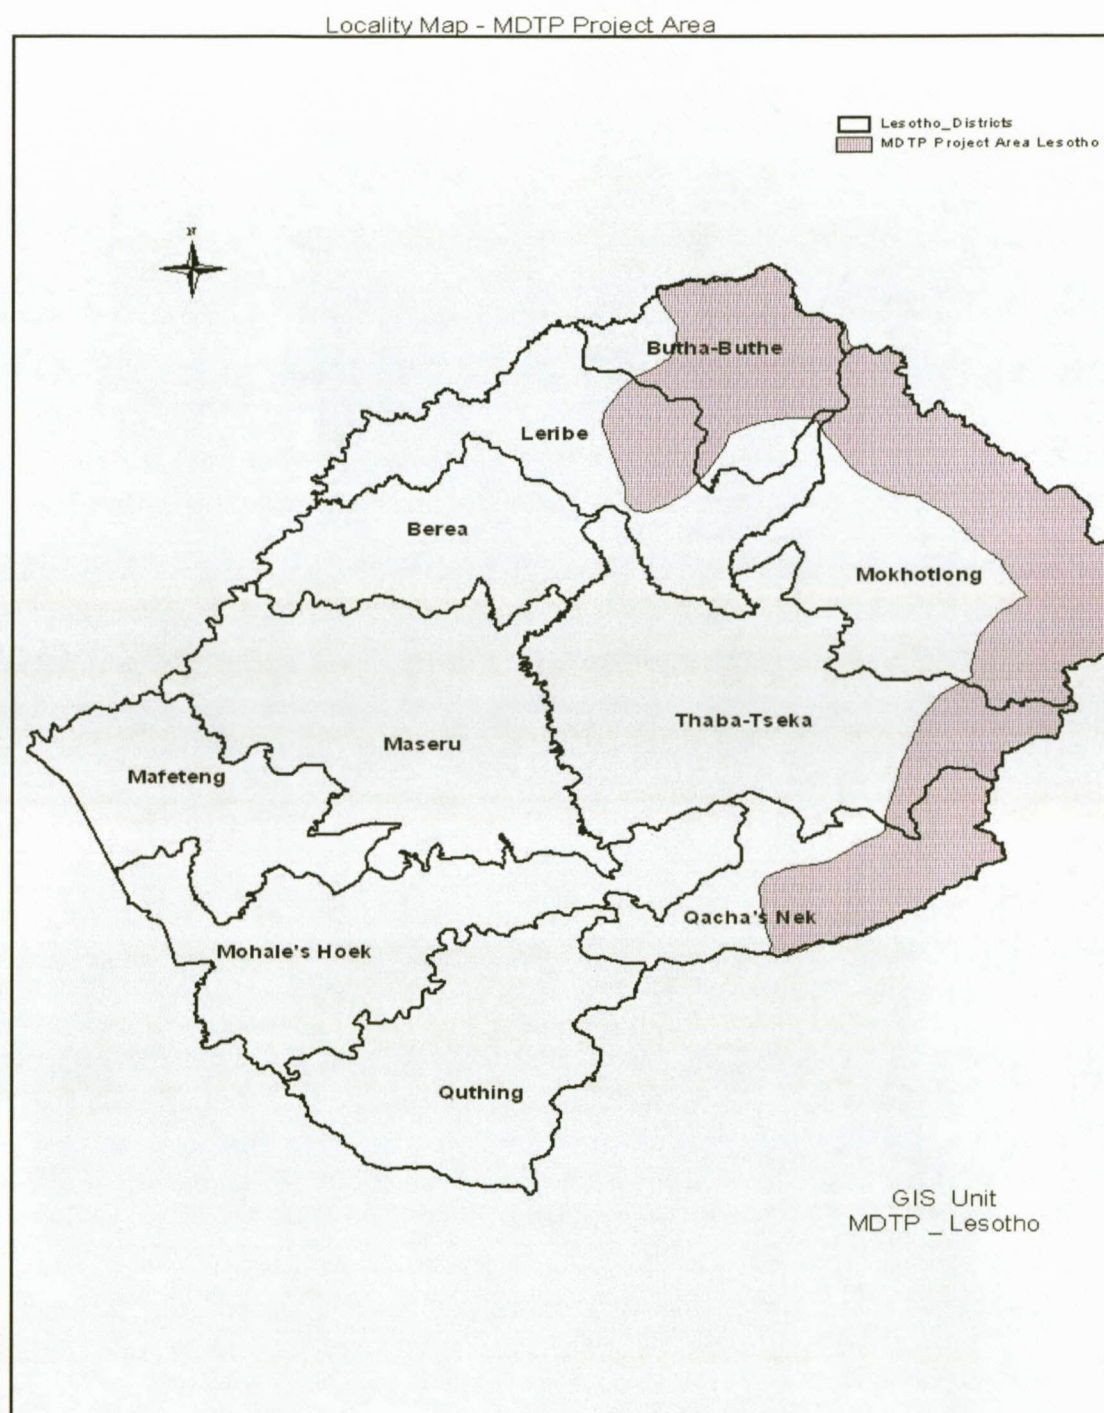 Locality Map - MDTP Project Area
Lesotho_Districts
MDTP Project Area Lesotho
N
Butha-Buthe
Leribe
Berea
Mokhotlong
Thaba-Tseka
Maseru
Mafeteng
Qacha's Nek
Mohale's Hoek
Quthing
GIS Unit
MDTP _ Lesotho